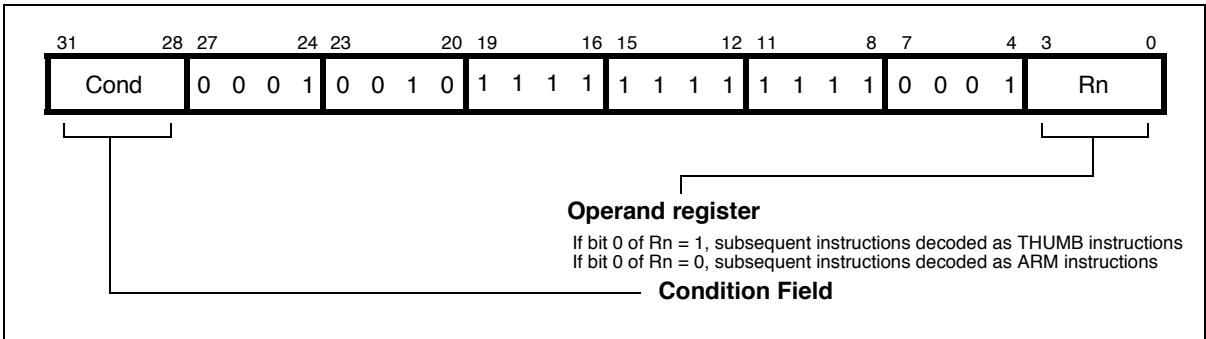 31 28 27 24 23 20 19 16 15 12 11 8 7 4 3 0
Cond 0 0 0 1 0 0 1 0 1 1 1 1 1 1 1 1 1 1 1 1 0 0 0 1 Rn
Operand register
If bit 0 of Rn = 1, subsequent instructions decoded as THUMB instructions
If bit 0 of Rn = 0, subsequent instructions decoded as ARM instructions
Condition Field